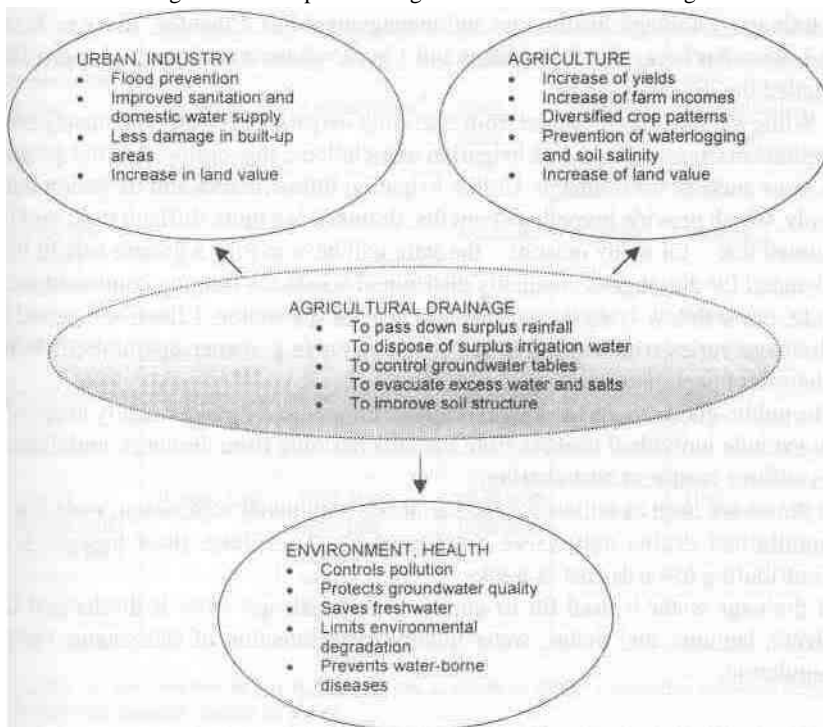 URBAN, INDUSTRY
• Flood prevention
• Improved sanitation and
domestic water supply
• Less damage in built-up
areas
• Increase in land value
AGRICULTURE
• Increase of yields
• Increase of farm incomes
• Diversified crop patterns
• Prevention of waterlogging
and soil salinity
• Increase of land value
AGRICULTURAL DRAINAGE
• To pass down surplus rainfall
• To dispose of surplus irrigation water
• To control groundwater tables
• To evacuate excess water and salts
• To improve soil structure
ENVIRONMENT, HEALTH
• Controls pollution
• Protects groundwater quality
• Saves freshwater
• Limits environmental
degradation
• Prevents water-borne
diseases